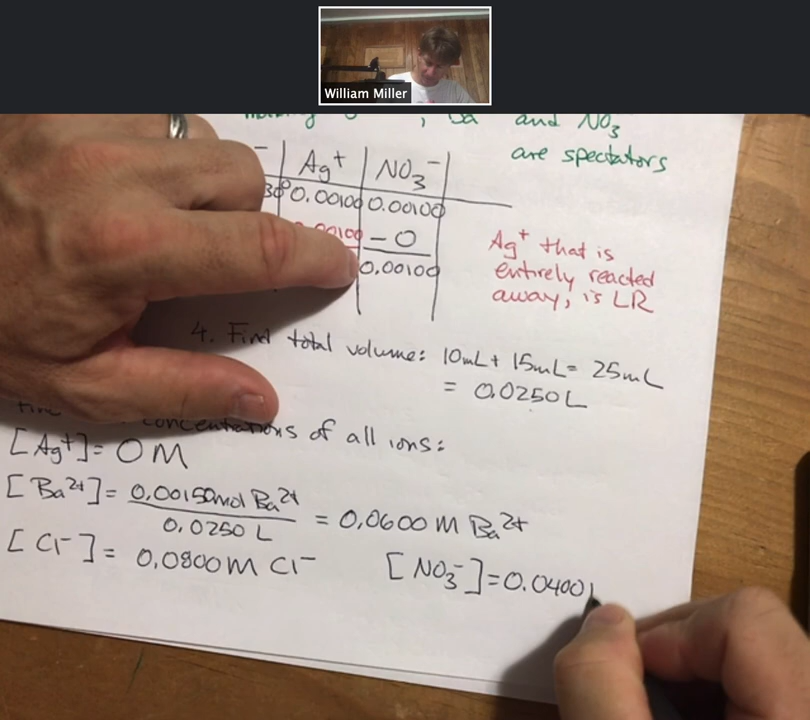 William Miller
and NO₃
are spectators
⁻ | Ag⁺ | NO₃⁻
0.00100 0.00100
0.00100 - 0
0.00100
Ag⁺ that is
entirely reacted
away, is LR
4. Find total volume: 10mL + 15mL = 25mL
= 0.0250L
concentrations of all ions:
[Ag⁺] = 0 M
[Ba²⁺] = 0.00150mol Ba²⁺ / 0.0250 L = 0.0600 M Ba²⁺
[Cl⁻] = 0.0800 M Cl⁻ [NO₃⁻] = 0.0400